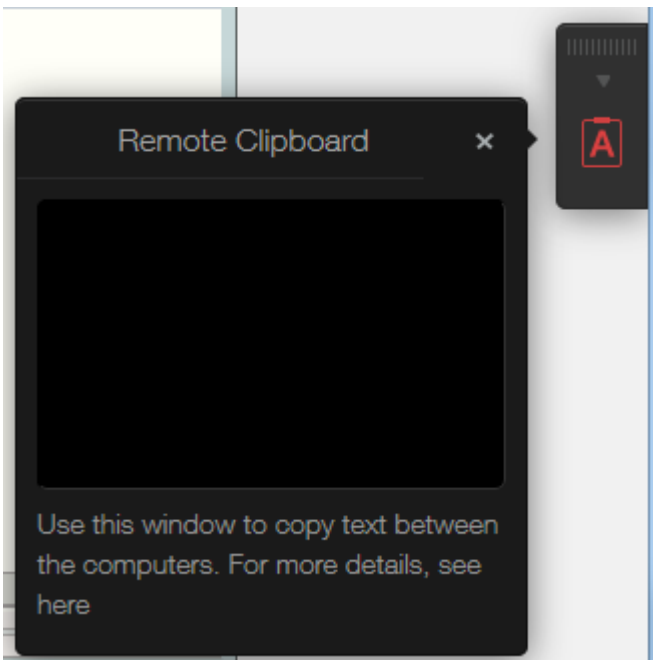 Remote Clipboard ×
A
Use this window to copy text between
the computers. For more details, see
here